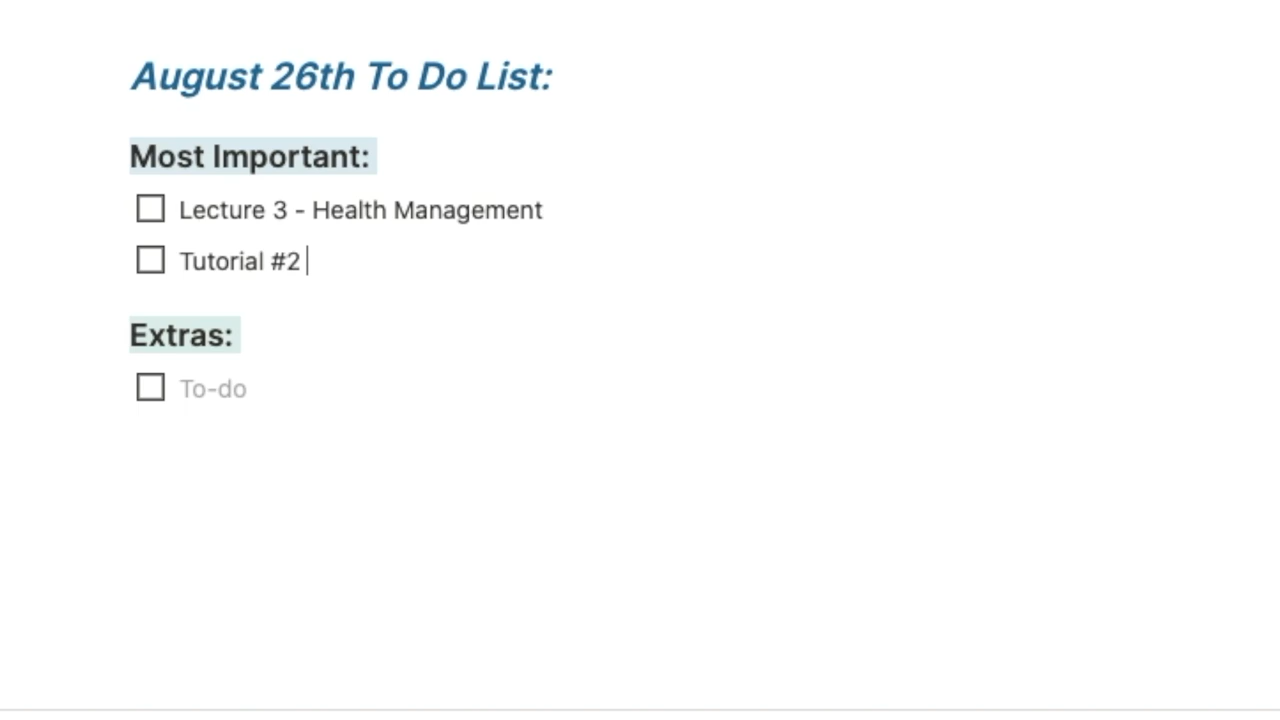 August 26th To Do List:
Most Important:
Lecture 3 - Health Management
Tutorial #2
Extras:
To-do